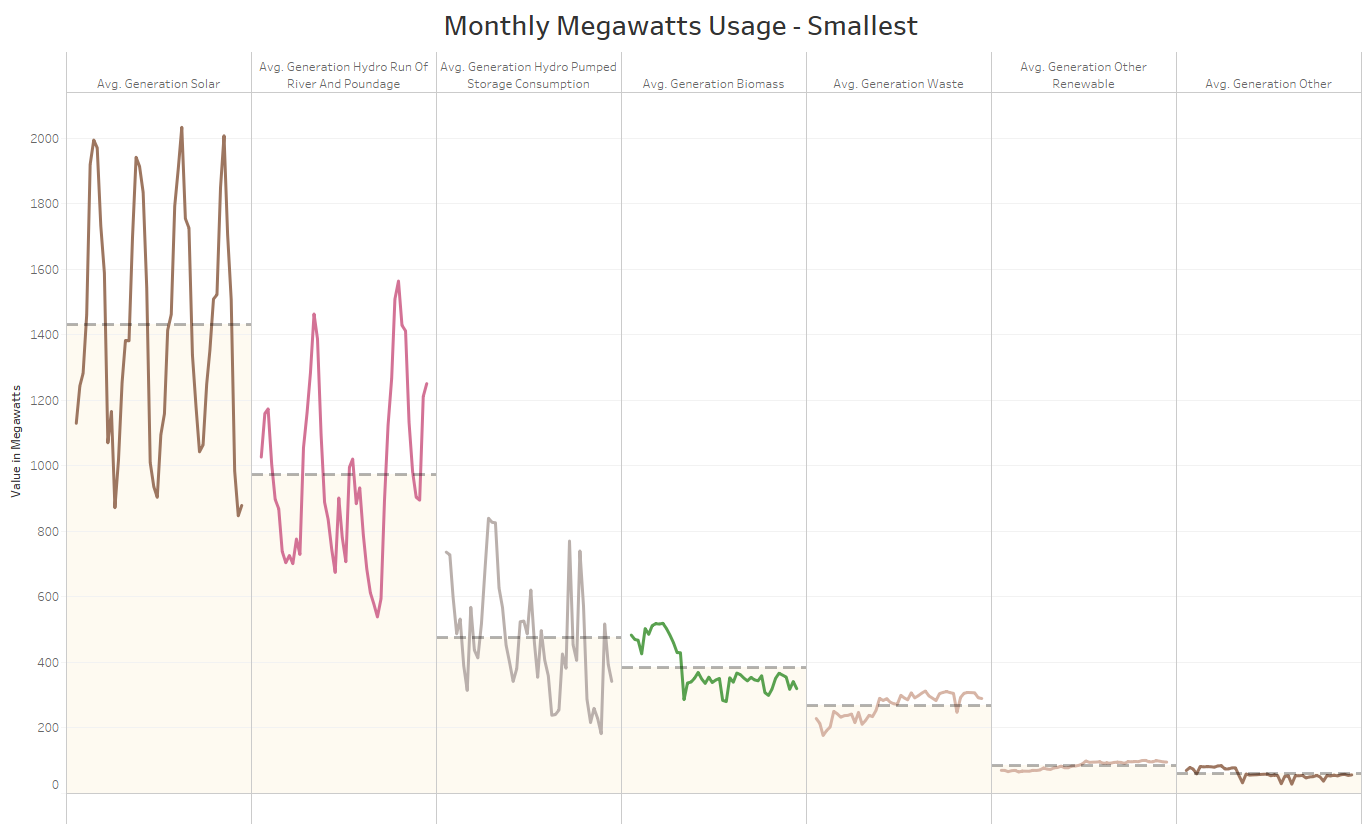 Monthly Megawatts Usage - Smallest
Avg. Generation Solar
Avg. Generation Hydro Run Of
River And Poundage
Avg. Generation Hydro Pumped
Storage Consumption
Avg. Generation Biomass
Avg. Generation Waste
Avg. Generation Other
Renewable
Avg. Generation Other
Value in Megawatts
2000
1800
1600
1400
1200
1000
800
600
400
200
0